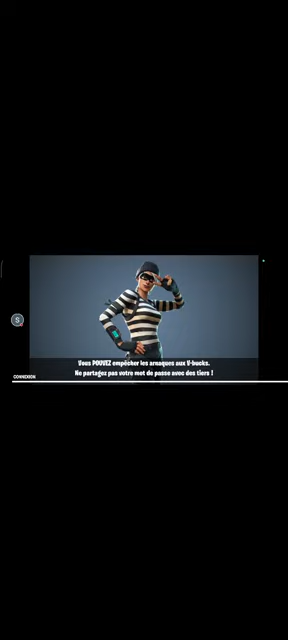 S
Vous POUVEZ empêcher les arnaques aux V-bucks.
Ne partagez pas votre mot de passe avec des tiers !
CONNEXION